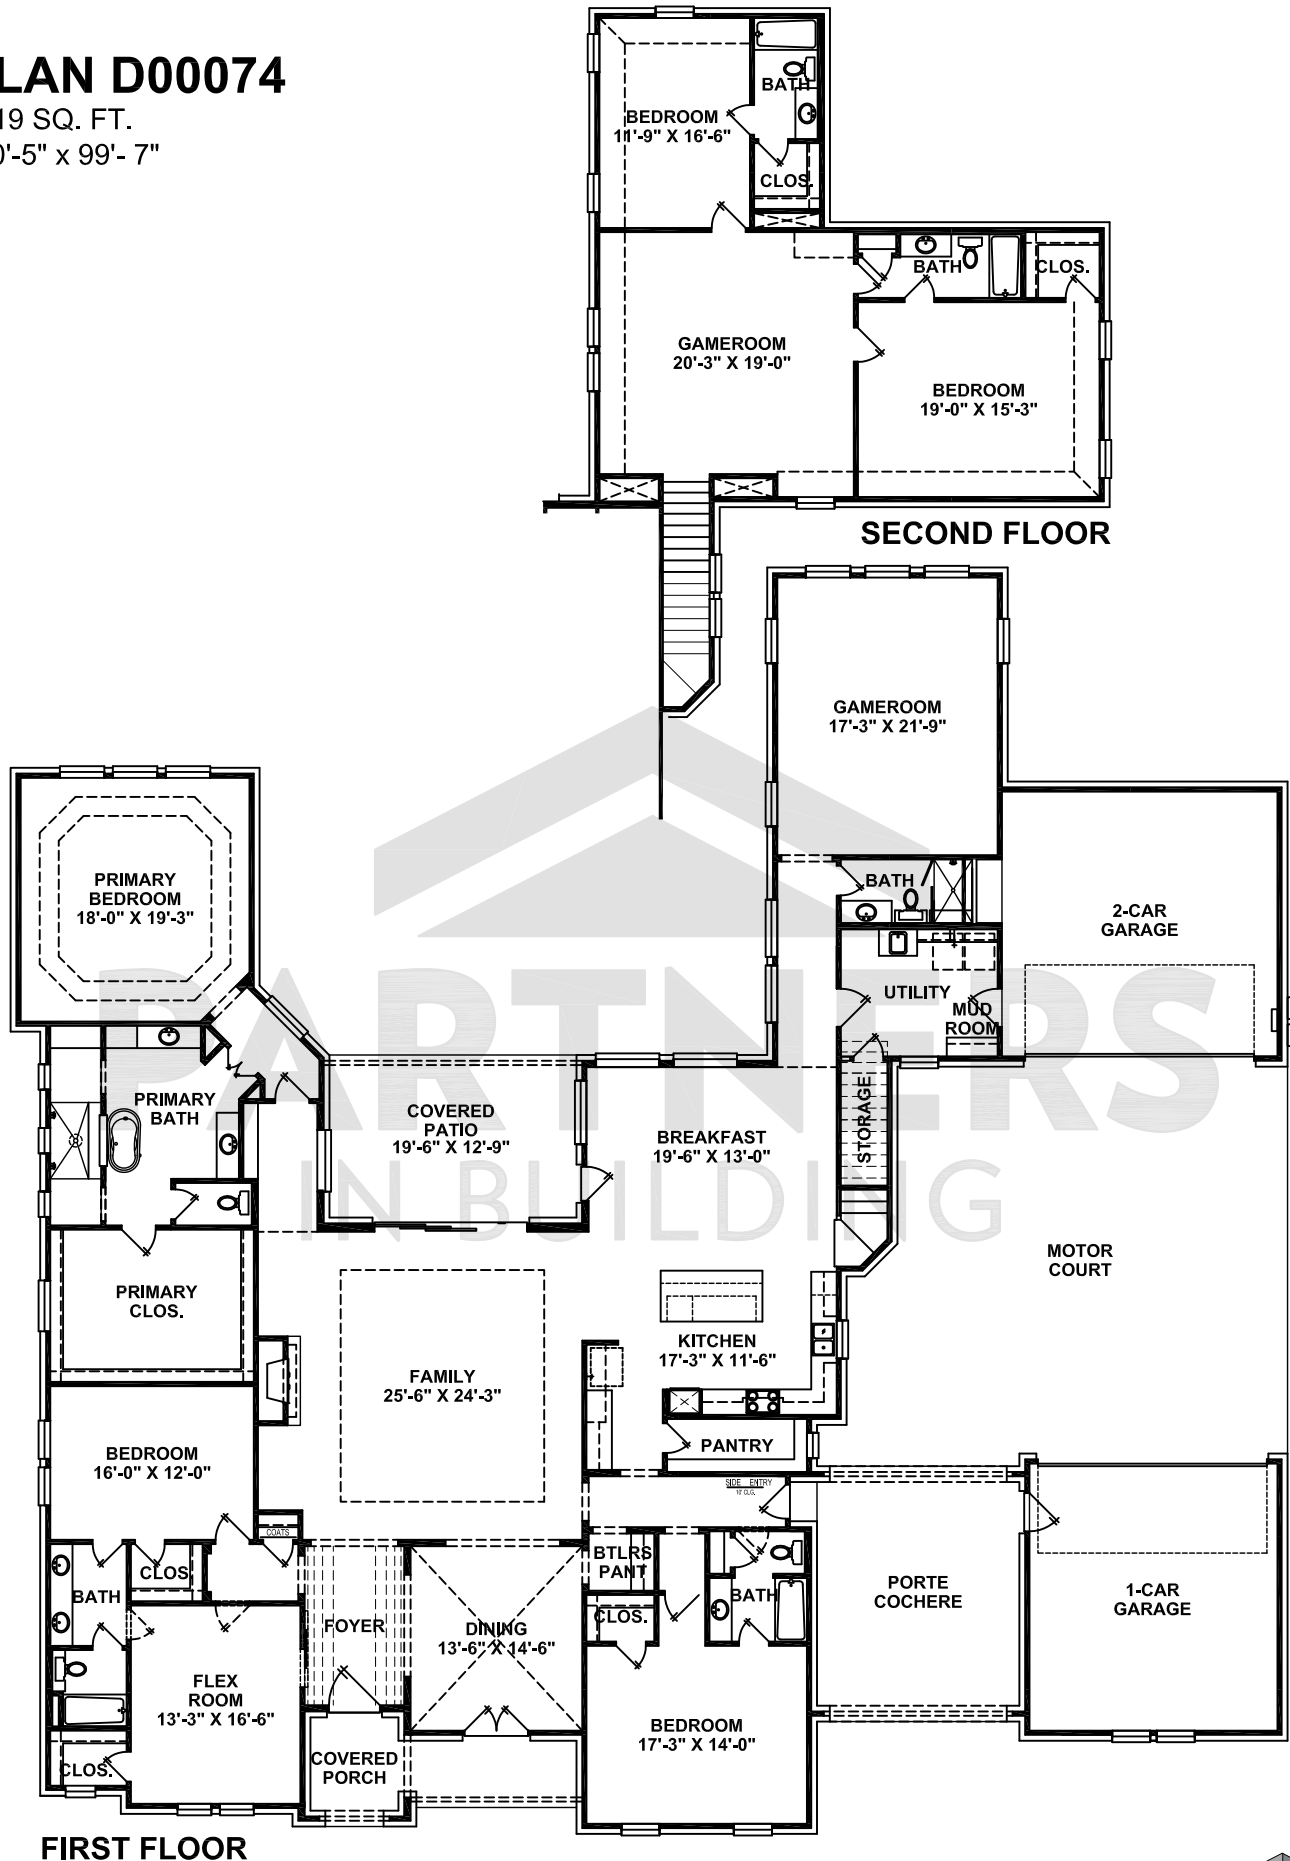 LAN D00074
19 SQ. FT.
0'-5" x 99'- 7"
BATH
BEDROOM
11'-9" X 16'-6"
CLOS.
BATH
CLOS.
GAMEROOM
20'-3" X 19'-0"
BEDROOM
19'-0" X 15'-3"
SECOND FLOOR
GAMEROOM
17'-3" X 21'-9"
PRIMARY
BEDROOM
18'-0" X 19'-3"
BATH
2-CAR
GARAGE
UTILITY
MUD
ROOM
PARTNERS
IN BUILDING
PRIMARY
BATH
COVERED
PATIO
19'-6" X 12'-9"
BREAKFAST
19'-6" X 13'-0"
STORAGE
MOTOR
COURT
PRIMARY
CLOS.
KITCHEN
17'-3" X 11'-6"
FAMILY
25'-6" X 24'-3"
PANTRY
BEDROOM
16'-0" X 12'-0"
SIDE ENTRY
10' CLG.
COATS
CLOS.
BATH
BTLRS
PANT
BATH
PORTE
COCHERE
1-CAR
GARAGE
CLOS.
FOYER
DINING
13'-6" X 14'-6"
FLEX
ROOM
13'-3" X 16'-6"
BEDROOM
17'-3" X 14'-0"
CLOS.
COVERED
PORCH
FIRST FLOOR